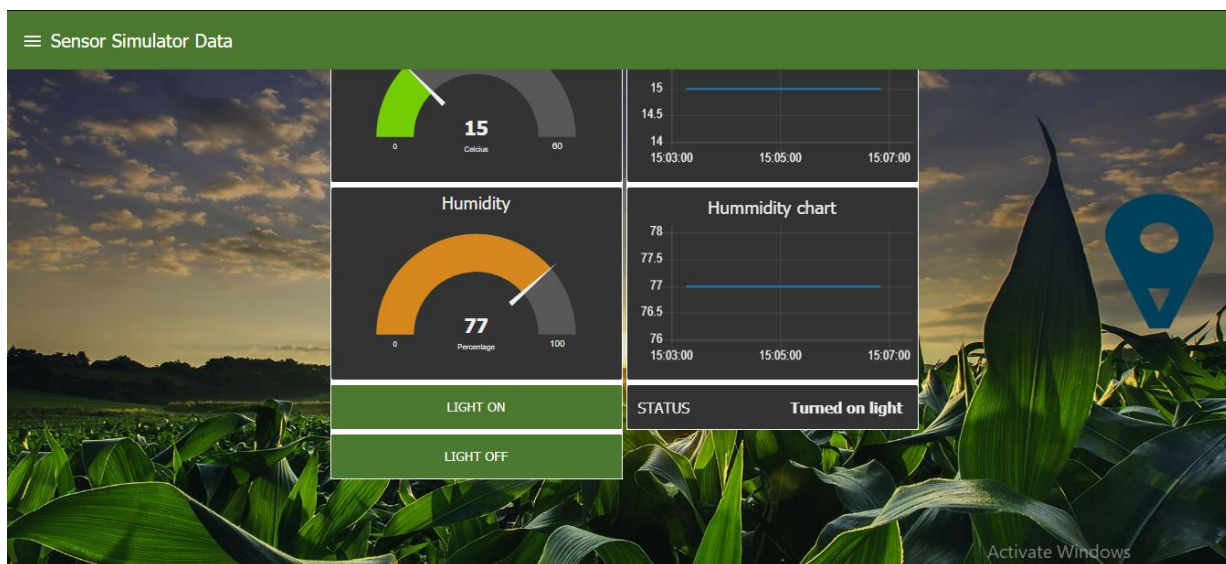 Sensor Simulator Data
15
Celcius
0
60
15
14.5
14
15:03:00 15:05:00 15:07:00
Humidity
77
Percentage
0
100
Hummidity chart
78
77.5
77
76.5
76
15:03:00 15:05:00 15:07:00
LIGHT ON
LIGHT OFF
STATUS Turned on light
Activate Windows